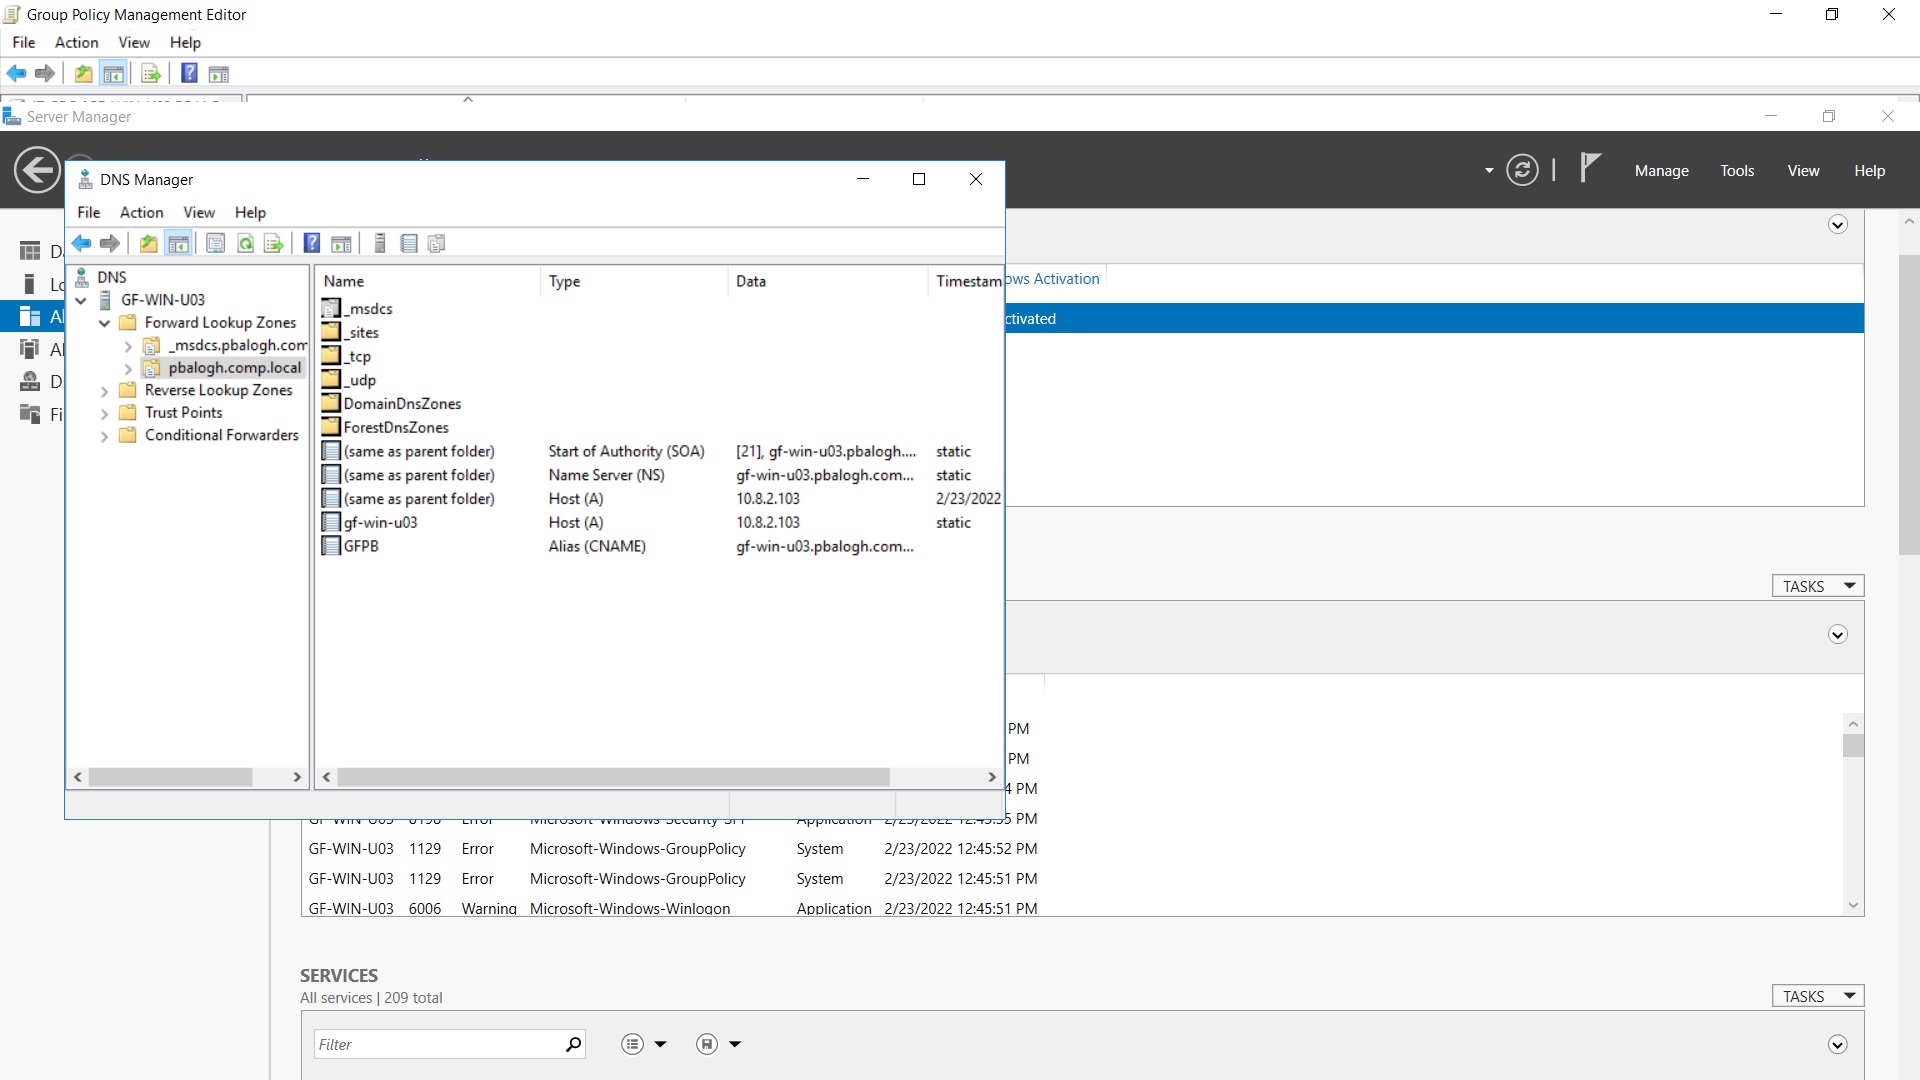 Group Policy Management Editor
File Action View Help
Server Manager
Manage Tools View Help
DNS Manager
File Action View Help
DNS
GF-WIN-U03
Forward Lookup Zones
_msdcs.pbalogh.com
pbalogh.comp.local
Reverse Lookup Zones
Trust Points
Conditional Forwarders
Name Type Data Timestam
_msdcs
_sites
_tcp
_udp
DomainDnsZones
ForestDnsZones
(same as parent folder) Start of Authority (SOA) [21], gf-win-u03.pbalogh.... static
(same as parent folder) Name Server (NS) gf-win-u03.pbalogh.com... static
(same as parent folder) Host (A) 10.8.2.103 2/23/2022
gf-win-u03 Host (A) 10.8.2.103 static
GFPB Alias (CNAME) gf-win-u03.pbalogh.com...
ows Activation
ctivated
TASKS
PM
PM
4 PM
Application 2/23/2022 12:45:55 PM
GF-WIN-U03 1129 Error Microsoft-Windows-GroupPolicy System 2/23/2022 12:45:52 PM
GF-WIN-U03 1129 Error Microsoft-Windows-GroupPolicy System 2/23/2022 12:45:51 PM
GF-WIN-U03 6006 Warning Microsoft-Windows-Winlogon Application 2/23/2022 12:45:51 PM
SERVICES
All services | 209 total
TASKS
Filter